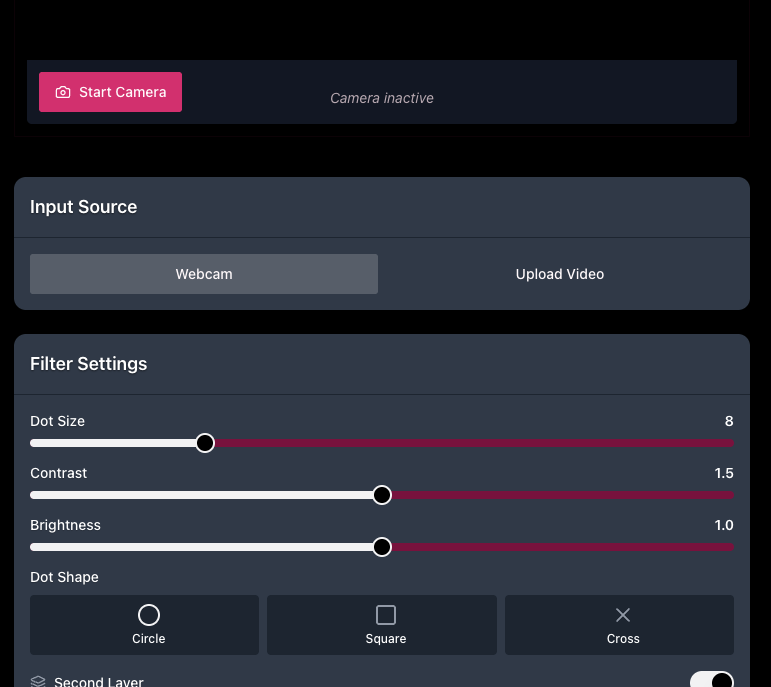 Start Camera
Camera inactive
Input Source
Webcam
Upload Video
Filter Settings
Dot Size 8
Contrast 1.5
Brightness 1.0
Dot Shape
Circle
Square
Cross
Second Layer